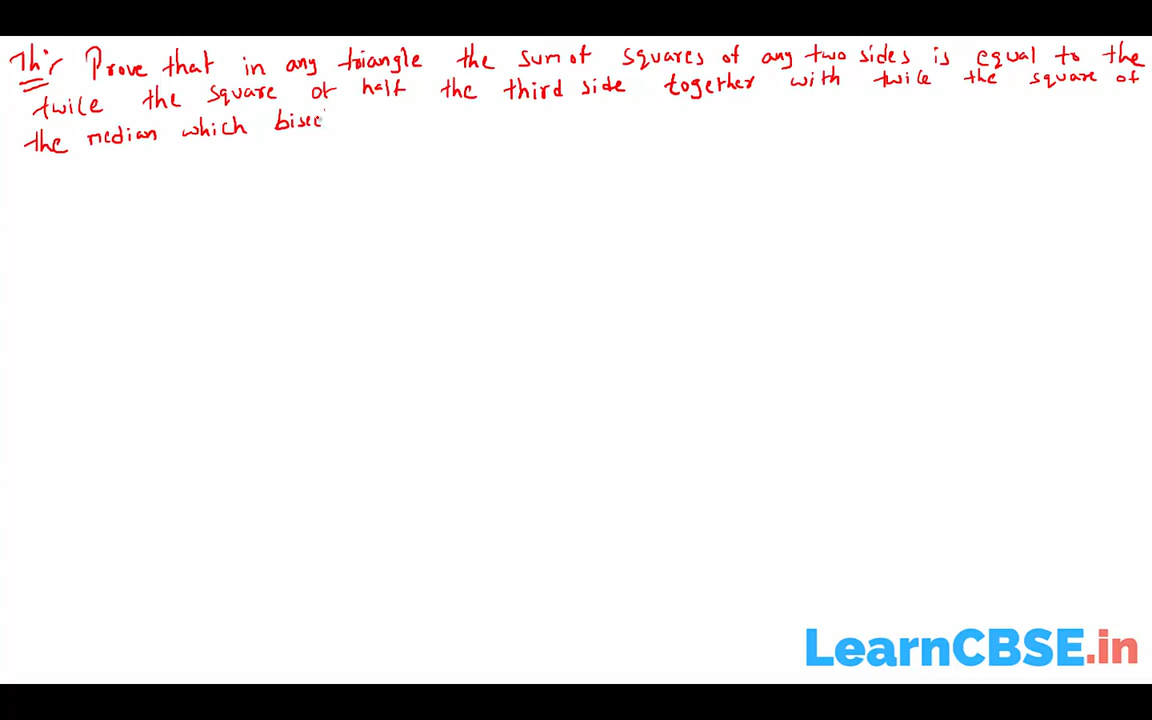 Th:- Prove that in any triangle the sum of squares of any two sides is equal to the
twice the square of half the third side together with twice the square of
the median which bisec
LearnCBSE.in